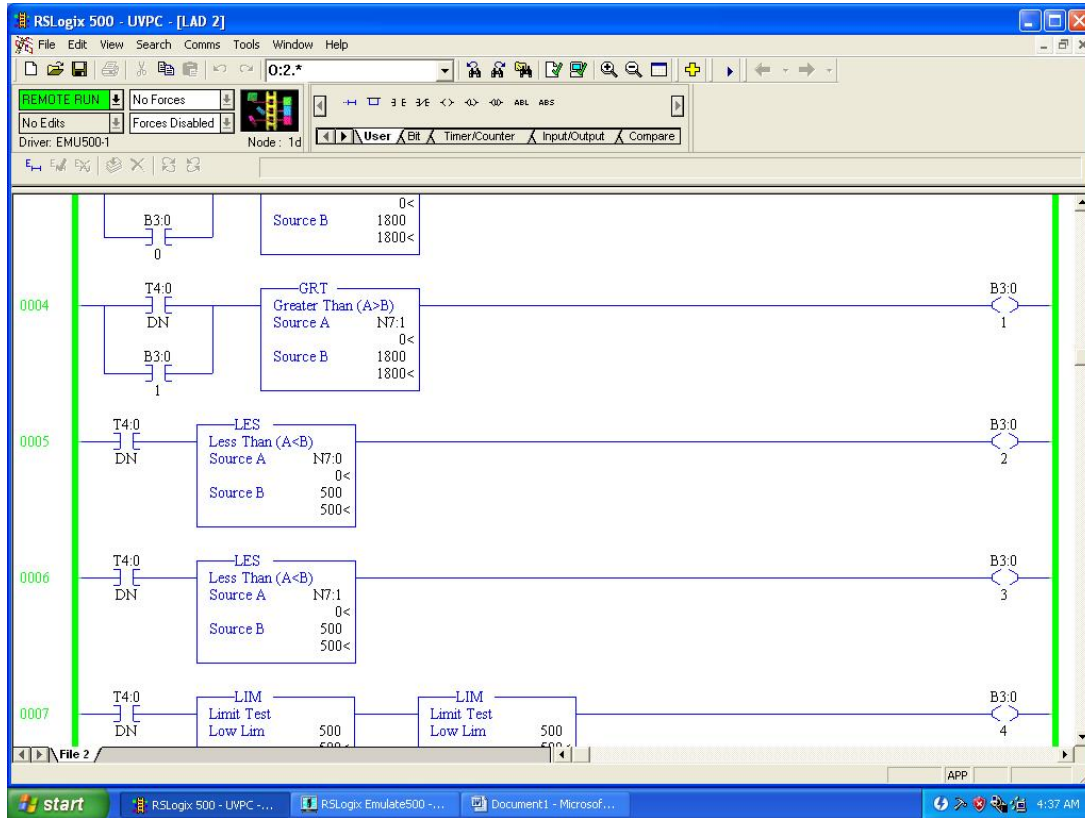 RSLogix 500 - UVPC - [LAD 2]
File Edit View Search Comms Tools Window Help
O:2.*
REMOTE RUN No Forces
No Edits Forces Disabled
Driver: EMU500-1 Node : 1d
ABL ABS
User Bit Timer/Counter Input/Output Compare
0<
B3:0 Source B 1800
1800<
0
T4:0 GRT B3:0
0004 Greater Than (A>B)
DN Source A N7:1 1
0<
B3:0 Source B 1800
1800<
1
T4:0 LES B3:0
0005 Less Than (A<B)
DN Source A N7:0 2
0<
Source B 500
500<
T4:0 LES B3:0
0006 Less Than (A<B)
DN Source A N7:1 3
0<
Source B 500
500<
T4:0 LIM LIM B3:0
0007 Limit Test Limit Test
DN Low Lim 500 Low Lim 500 4
File 2
APP
start RSLogix 500 - UVPC -... RSLogix Emulate500 -... Document1 - Microsof... 4:37 AM